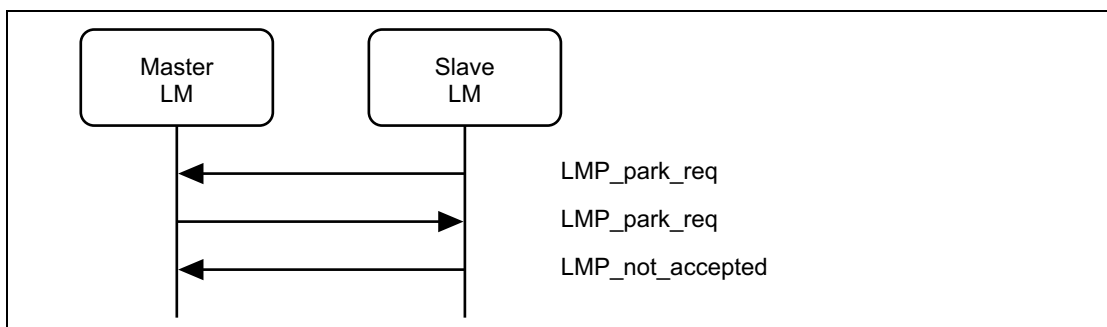 Master
LM
Slave
LM
LMP_park_req
LMP_park_req
LMP_not_accepted